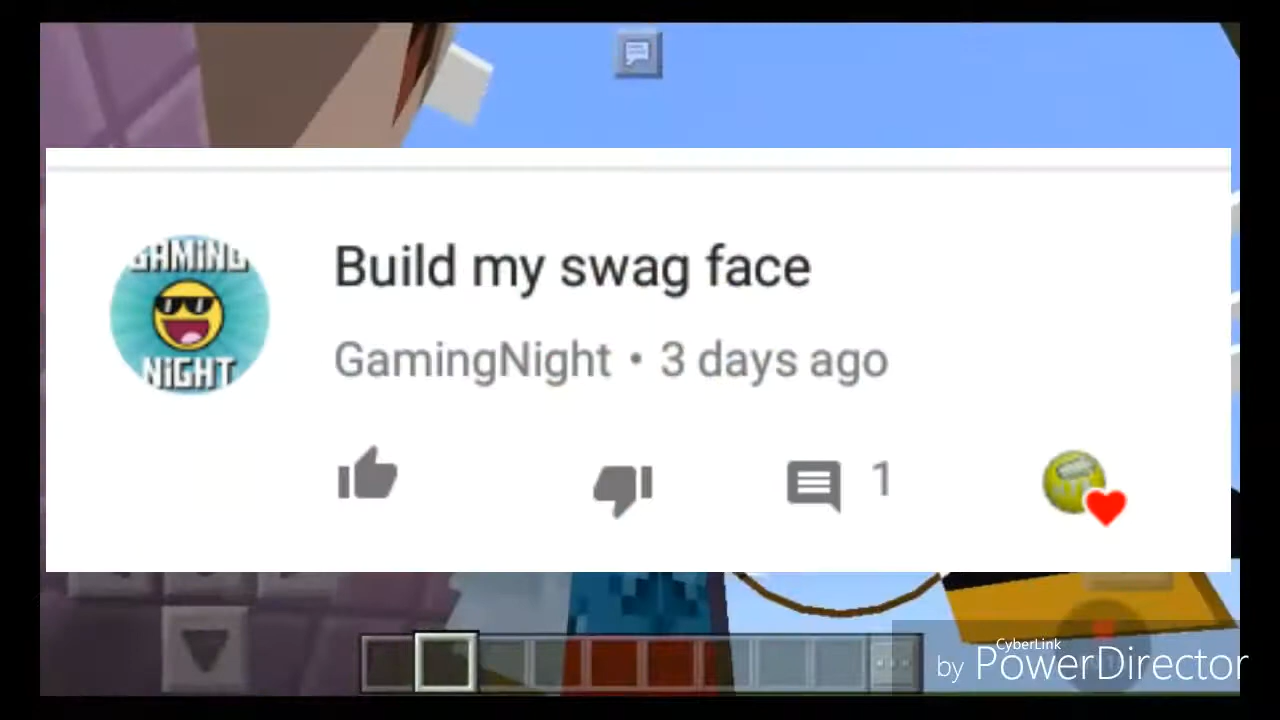 GAMING
NIGHT
Build my swag face
GamingNight • 3 days ago
1
CyberLink
by PowerDirector